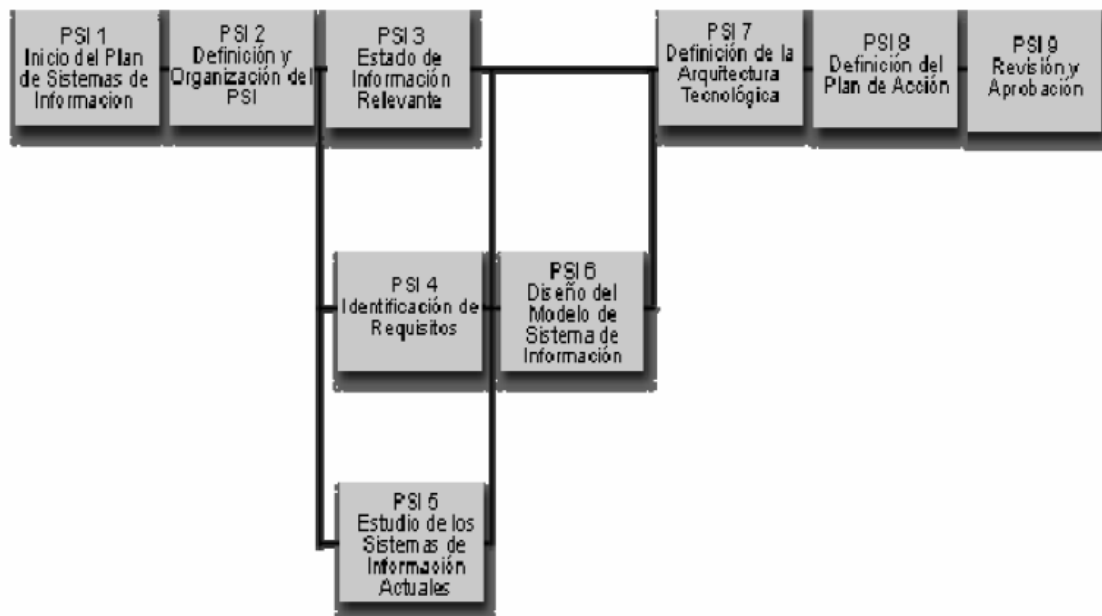 PSI 1
Inicio del Plan
de Sistemas de
Informacion
PSI 2
Definición y
Organización del
PSI
PSI 3
Estado de
Información
Relevante
PSI 7
Definición de la
Arquitectura
Tecnológica
PSI 8
Definición del
Plan de Acción
PSI 9
Revisión y
Aprobación
PSI 4
Identificación de
Requisitos
PSI 6
Diseño del
Modelo de
Sistema de
Información
PSI 5
Estudio de los
Sistemas de
Información
Actuales